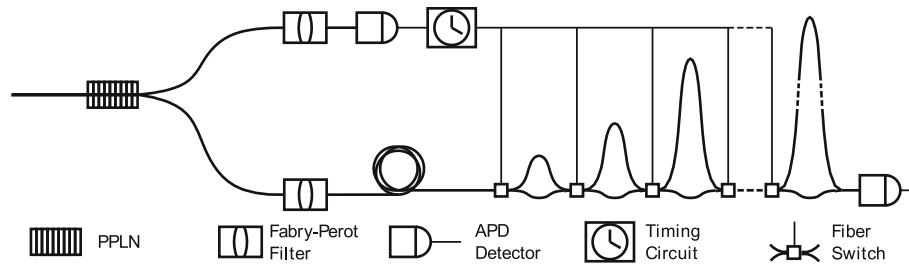 PPLN
Fabry-Perot
Filter
APD
Detector
Timing
Circuit
Fiber
Switch